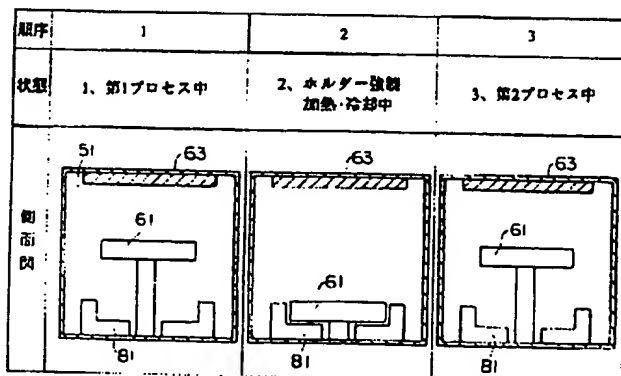 順序 1 2 3
状態 1、第1プロセス中 2、ホルダー強制 3、第2プロセス中
加熱・冷却中
側面図
51 63 63 63
61 61 61
81 81 81